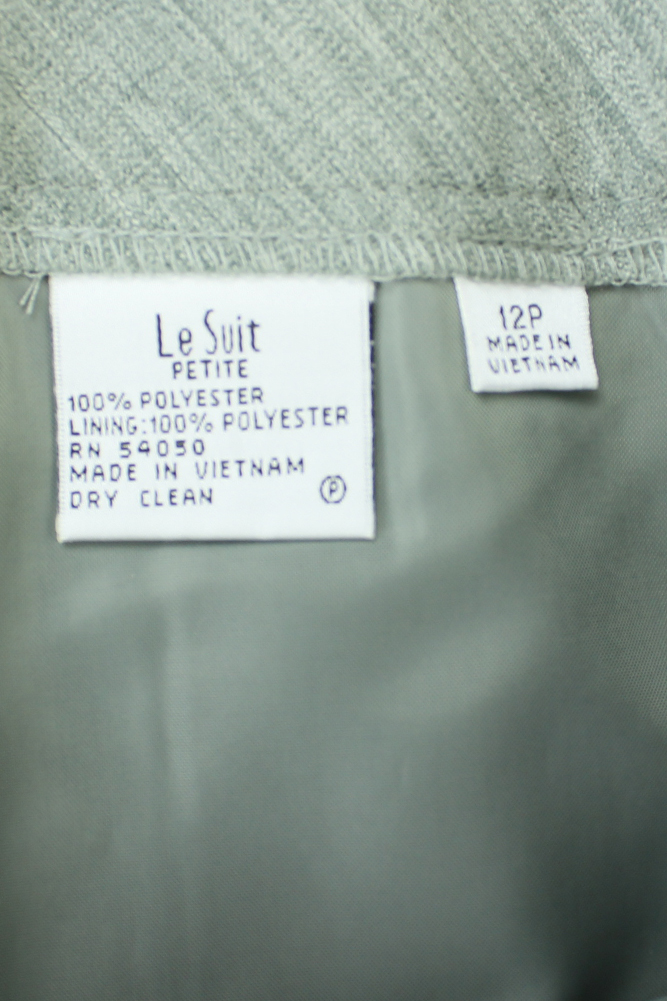 Le Suit
PETITE
100% POLYESTER
LINING:100% POLYESTER
RN 54050
MADE IN VIETNAM
DRY CLEAN Ⓟ
12P
MADE IN
VIETNAM